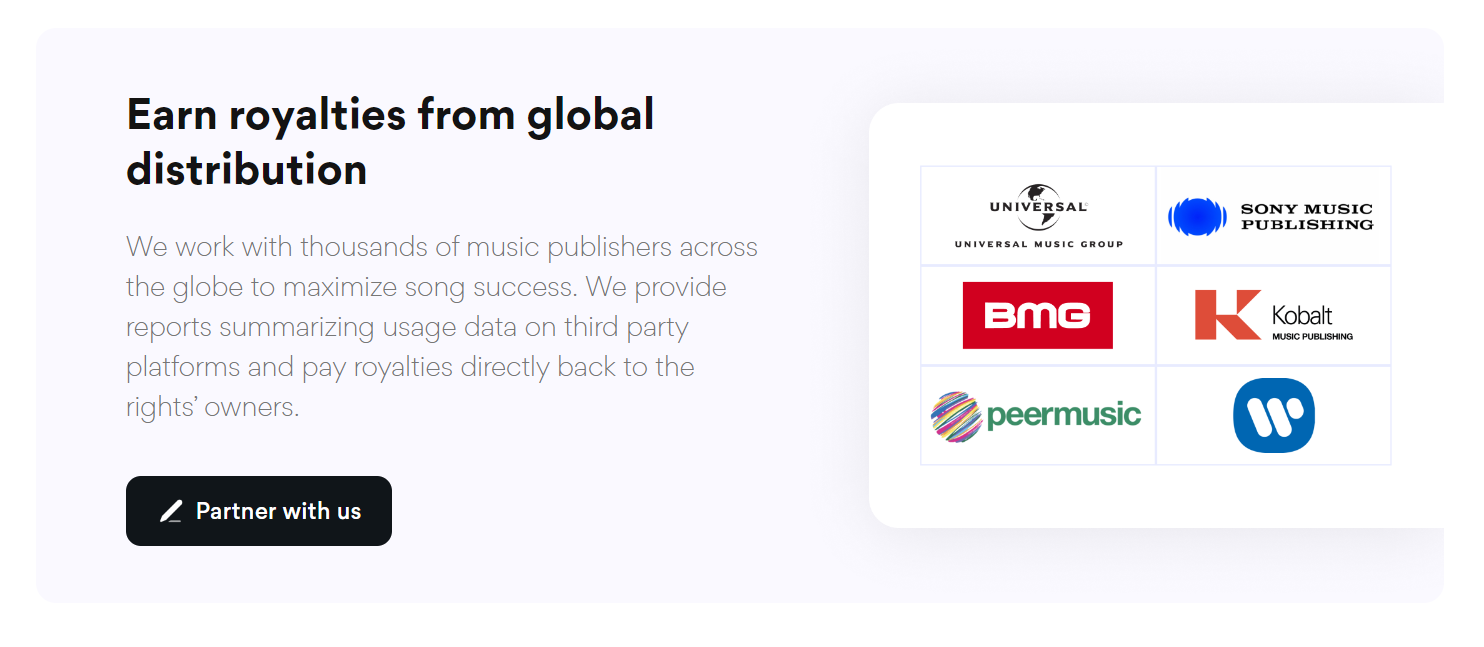 Earn royalties from global
distribution
We work with thousands of music publishers across
the globe to maximize song success. We provide
reports summarizing usage data on third party
platforms and pay royalties directly back to the
rights’ owners.
Partner with us
UNIVERSAL
UNIVERSAL MUSIC GROUP
SONY MUSIC
PUBLISHING
BMG
Kobalt
MUSIC PUBLISHING
peermusic